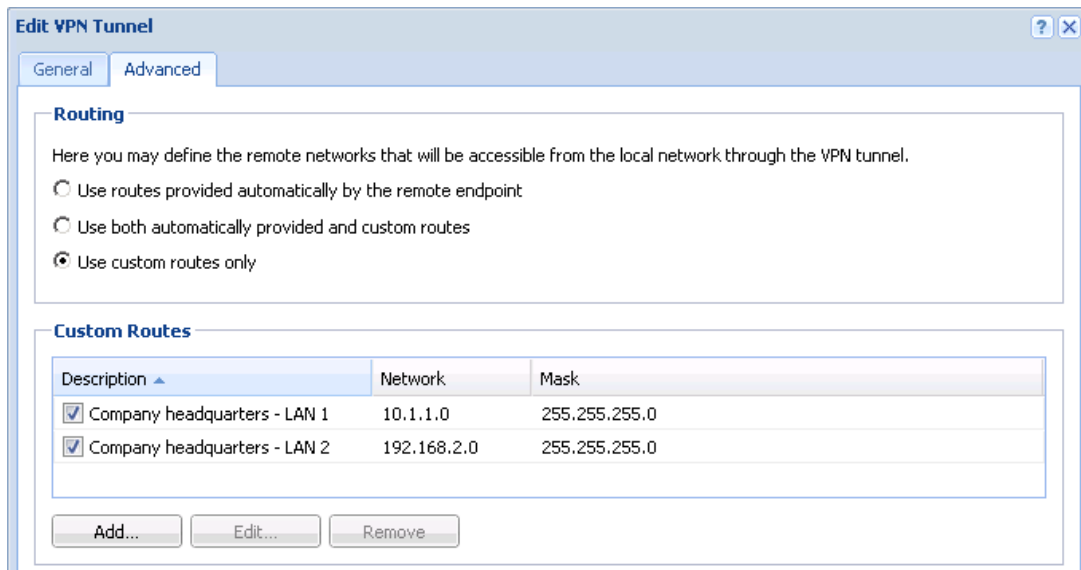 Edit VPN Tunnel
General Advanced
Routing
Here you may define the remote networks that will be accessible from the local network through the VPN tunnel.
Use routes provided automatically by the remote endpoint
Use both automatically provided and custom routes
Use custom routes only
Custom Routes
Description Network Mask
Company headquarters - LAN 1 10.1.1.0 255.255.255.0
Company headquarters - LAN 2 192.168.2.0 255.255.255.0
Add... Edit... Remove